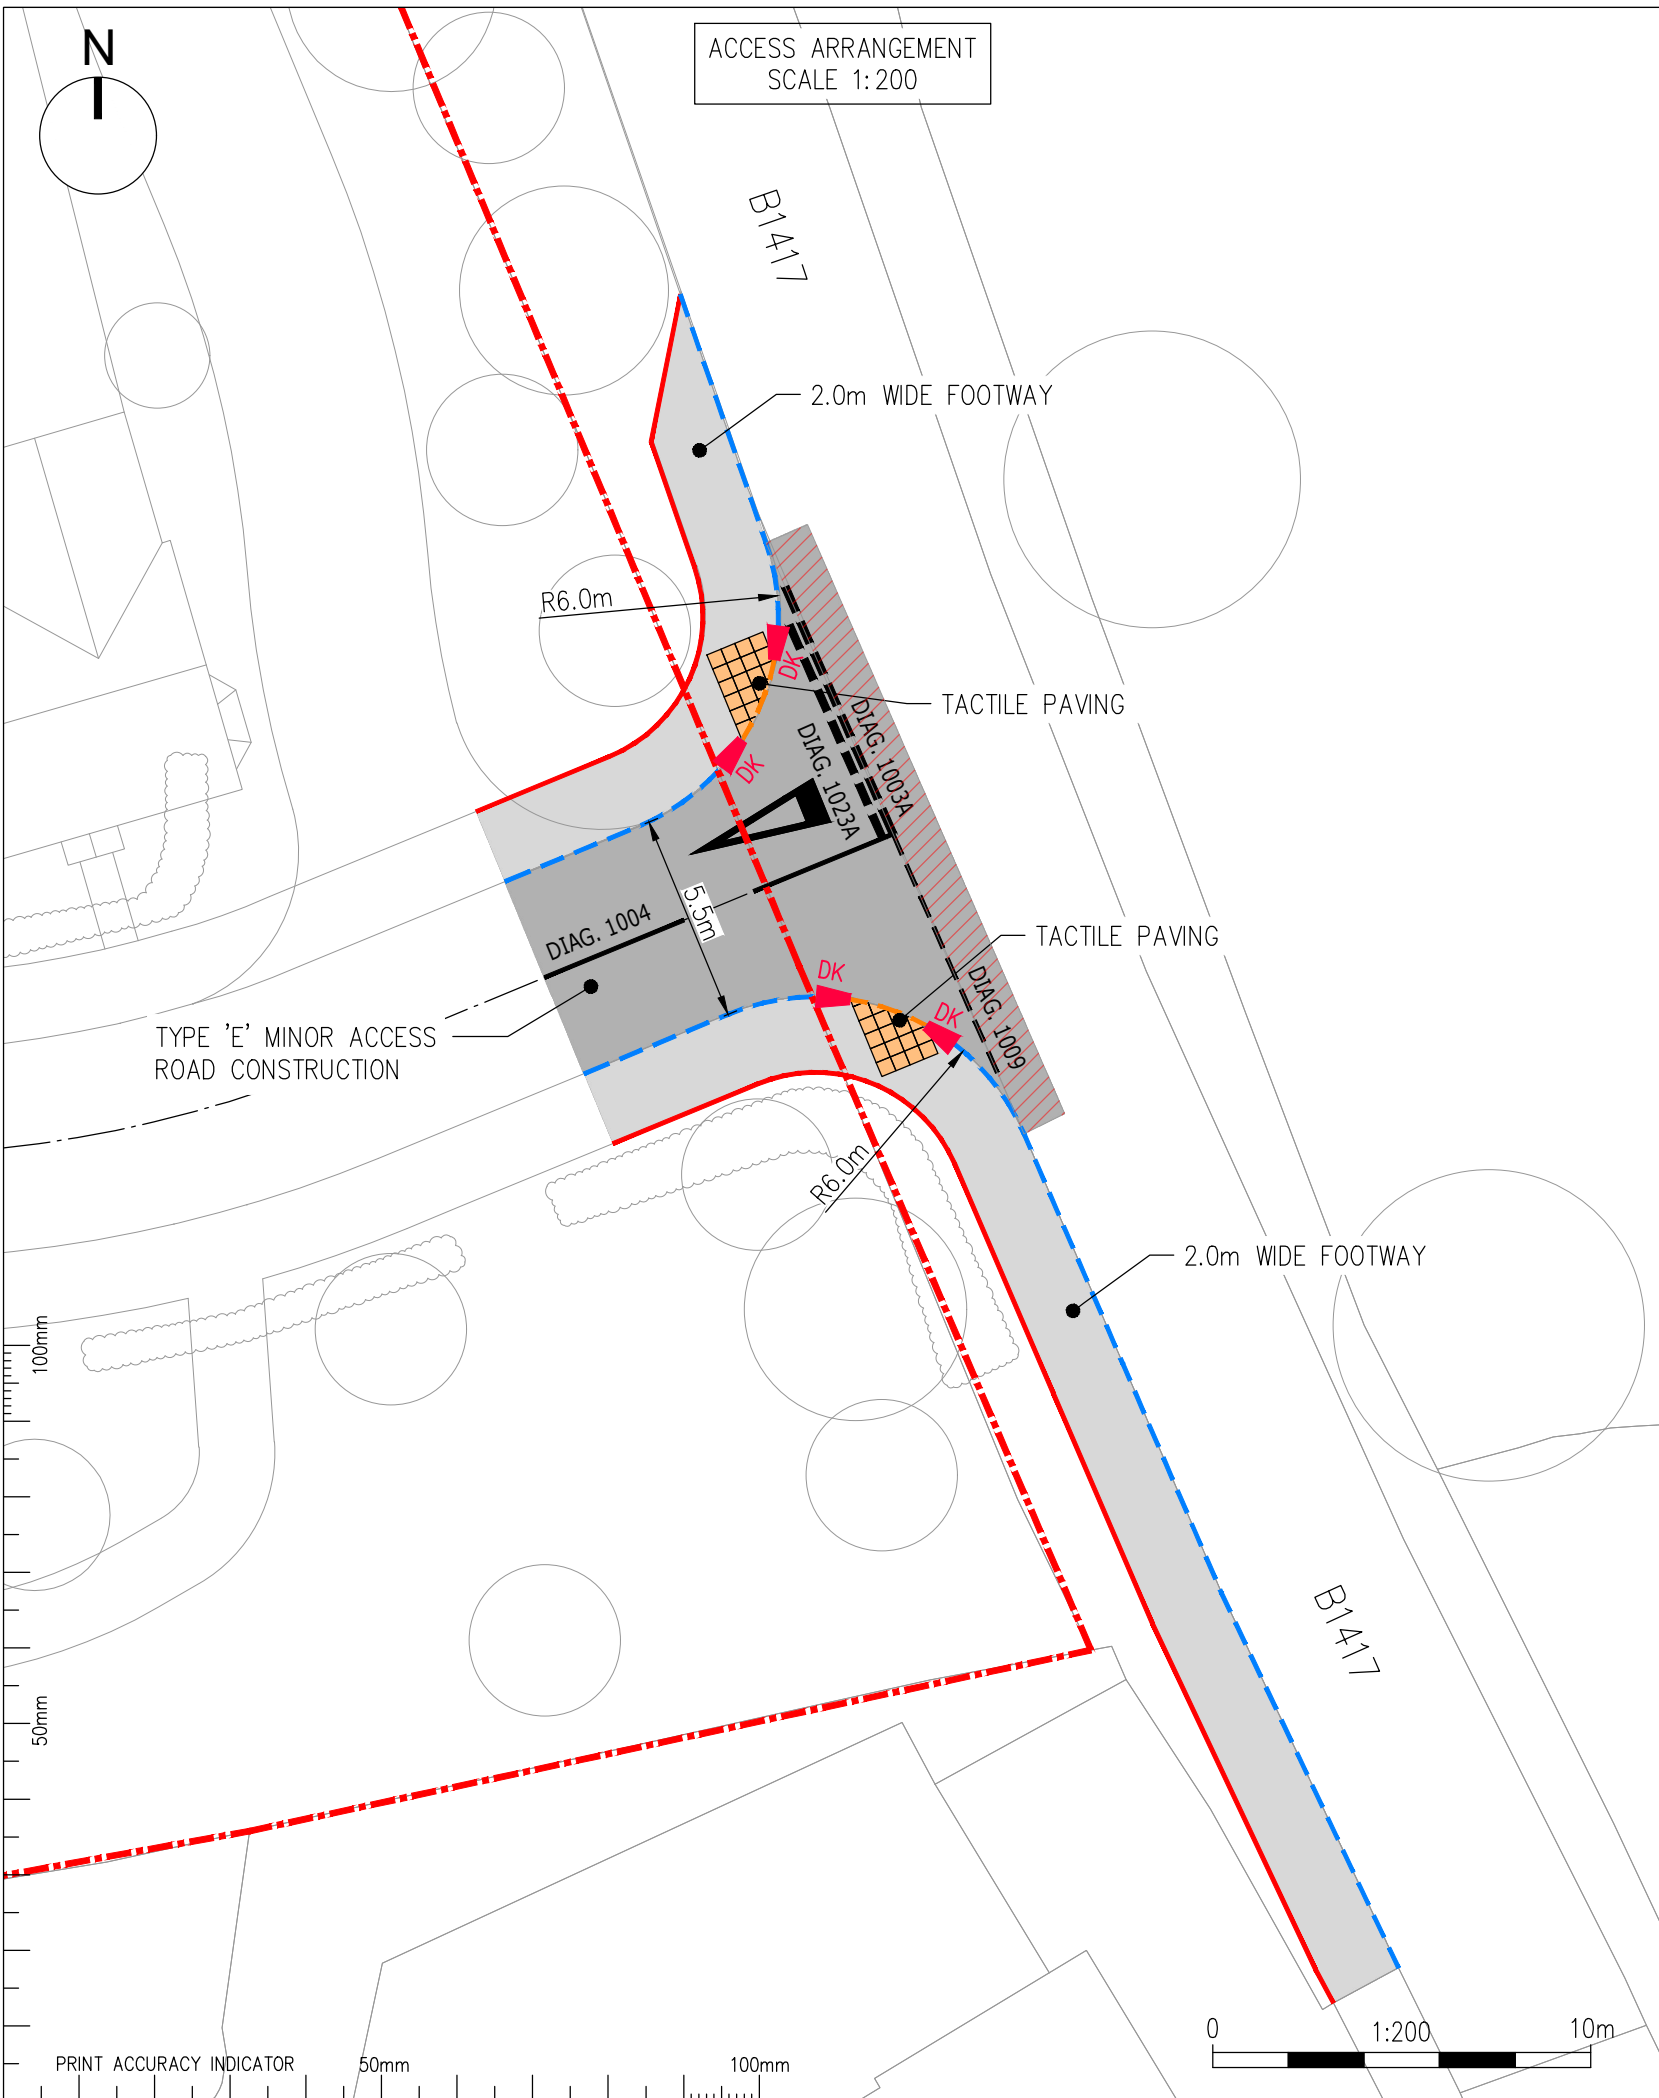 N
ACCESS ARRANGEMENT
SCALE 1:200
B1417
2.0m WIDE FOOTWAY
R6.0m
DK
TACTILE PAVING
DIAG. 1003A
DIAG. 1023A
DK
5.5m
DIAG. 1004
TACTILE PAVING
DK
DK
DIAG. 1009
TYPE 'E' MINOR ACCESS
ROAD CONSTRUCTION
R6.0m
2.0m WIDE FOOTWAY
100mm
B1417
50mm
0
1:200
10m
PRINT ACCURACY INDICATOR
50mm
100mm